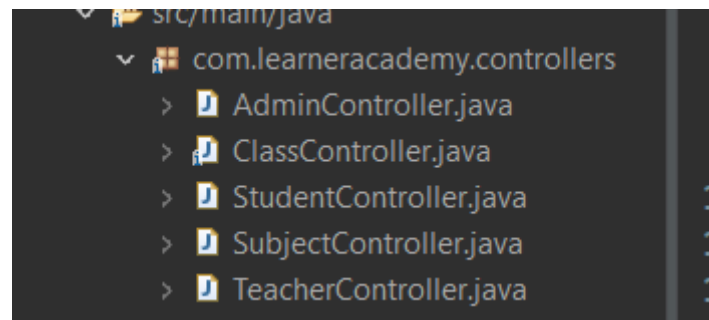 src/main/java
com.learneracademy.controllers
AdminController.java
ClassController.java
StudentController.java
SubjectController.java
TeacherController.java